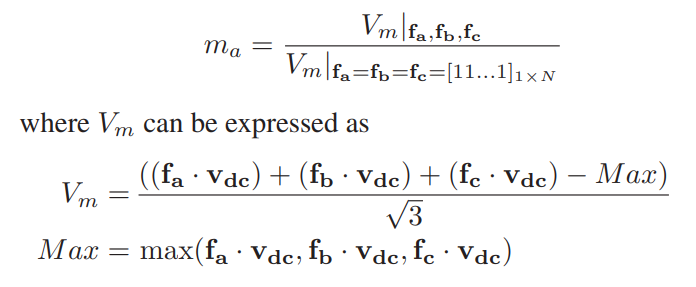 m_a = V_m|_{f_a,f_b,f_c} / V_m|_{f_a=f_b=f_c=[11...1]_{1×N}}
where V_m can be expressed as
V_m = ((f_a · v_dc) + (f_b · v_dc) + (f_c · v_dc) − Max) / √3
Max = max(f_a · v_dc, f_b · v_dc, f_c · v_dc)